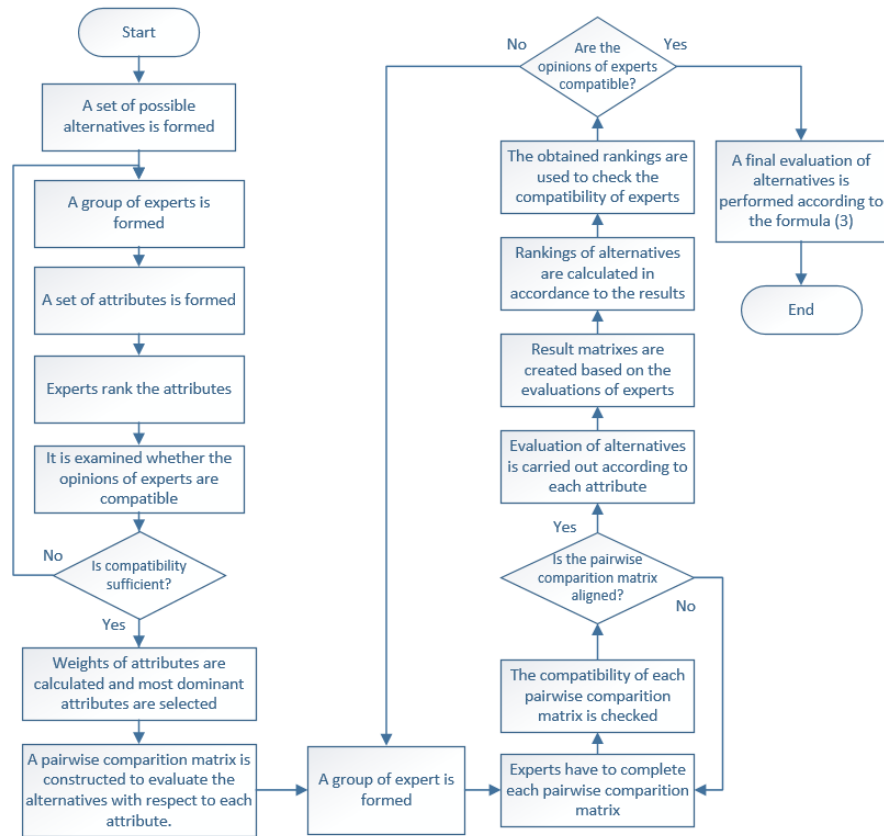 Start
A set of possible
alternatives is formed
A group of experts is
formed
A set of attributes is formed
Experts rank the attributes
It is examined whether the
opinions of experts are
compatible
No
Is compatibility
sufficient?
Yes
Weights of attributes are
calculated and most dominant
attributes are selected
A pairwise comparition matrix is
constructed to evaluate the
alternatives with respect to each
attribute.
A group of expert is
formed
Experts have to complete
each pairwise comparition
matrix
The compatibility of each
pairwise comparition
matrix is checked
Is the pairwise
comparition matrix
aligned?
No
Yes
Evaluation of alternatives
is carried out according to
each attribute
Result matrixes are
created based on the
evaluations of experts
Rankings of alternatives
are calculated in
accordance to the results
The obtained rankings are
used to check the
compatibility of experts
Are the
opinions of experts
compatible?
No
Yes
A final evaluation of
alternatives is
performed according to
the formula (3)
End